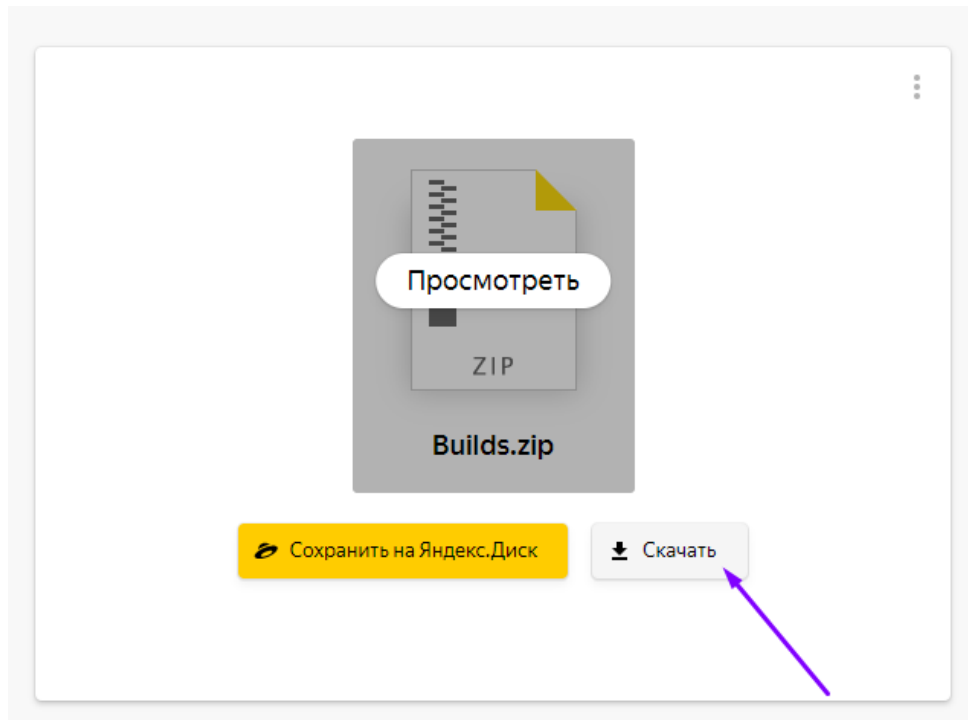 Просмотреть
ZIP
Builds.zip
Сохранить на Яндекс.Диск
Скачать